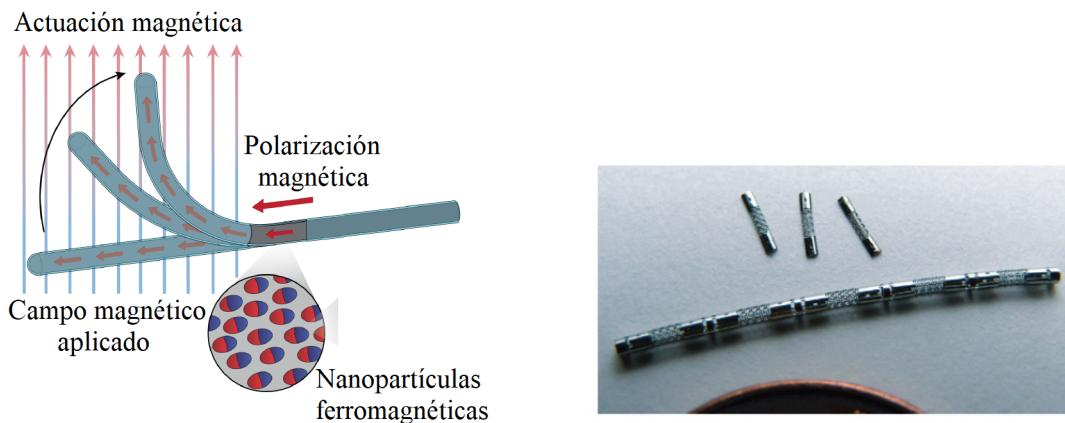 Actuación magnética
Polarización
magnética
Campo magnético
aplicado
Nanopartículas
ferromagnéticas